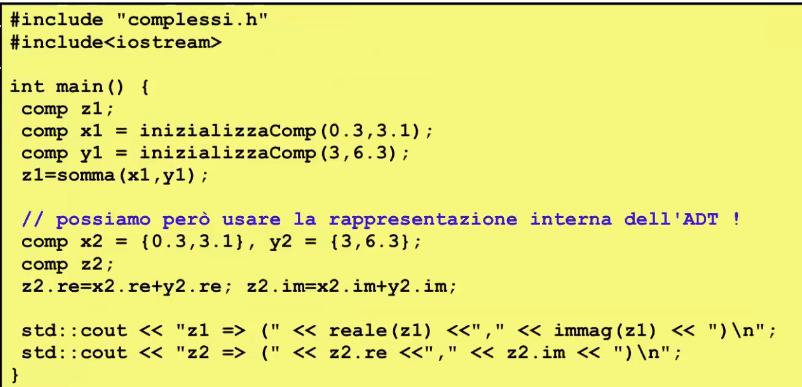 #include "complessi.h"
#include<iostream>
int main() {
comp z1;
comp x1 = inizializzaComp(0.3,3.1);
comp y1 = inizializzaComp(3,6.3);
z1=somma(x1,y1);
// possiamo però usare la rappresentazione interna dell'ADT !
comp x2 = {0.3,3.1}, y2 = {3,6.3};
comp z2;
z2.re=x2.re+y2.re; z2.im=x2.im+y2.im;
std::cout << "z1 => (" << reale(z1) <<"," << immag(z1) << ")\n";
std::cout << "z2 => (" << z2.re <<"," << z2.im << ")\n";
}